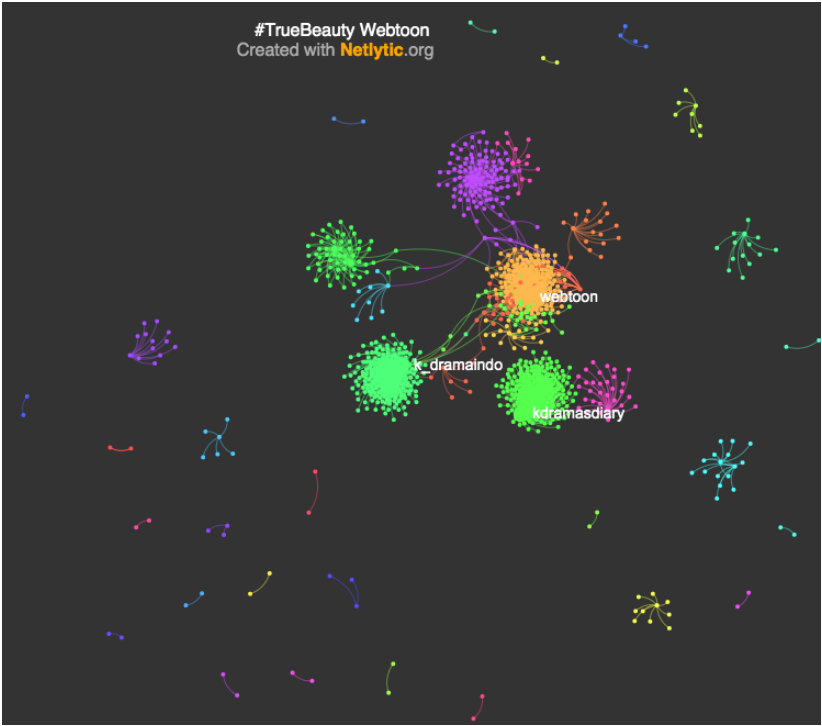 #TrueBeauty Webtoon
Created with Netlytic.org
webtoon
k_dramaindo
kdramasdiary